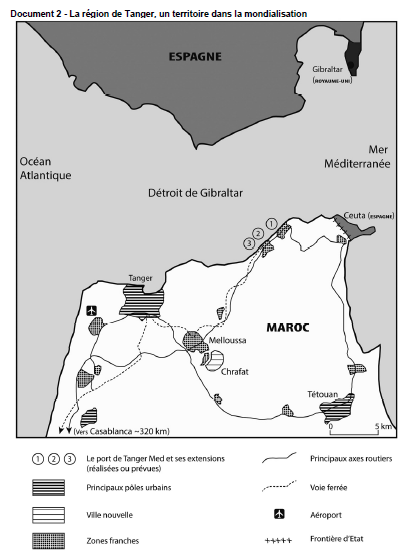 Document 2 - La région de Tanger, un territoire dans la mondialisation
ESPAGNE
Gibraltar
(ROYAUME-UNI)
Océan
Atlantique
Mer
Méditerranée
Détroit de Gibraltar
Ceuta (ESPAGNE)
1
2
3
Tanger
MAROC
Melloussa
Chrafat
Tétouan
(Vers Casablanca ~320 km)
0 5 km
1 2 3 Le port de Tanger Med et ses extensions
(réalisées ou prévues)
Principaux pôles urbains
Ville nouvelle
Zones franches
Principaux axes routiers
Voie ferrée
Aéroport
Frontière d'Etat